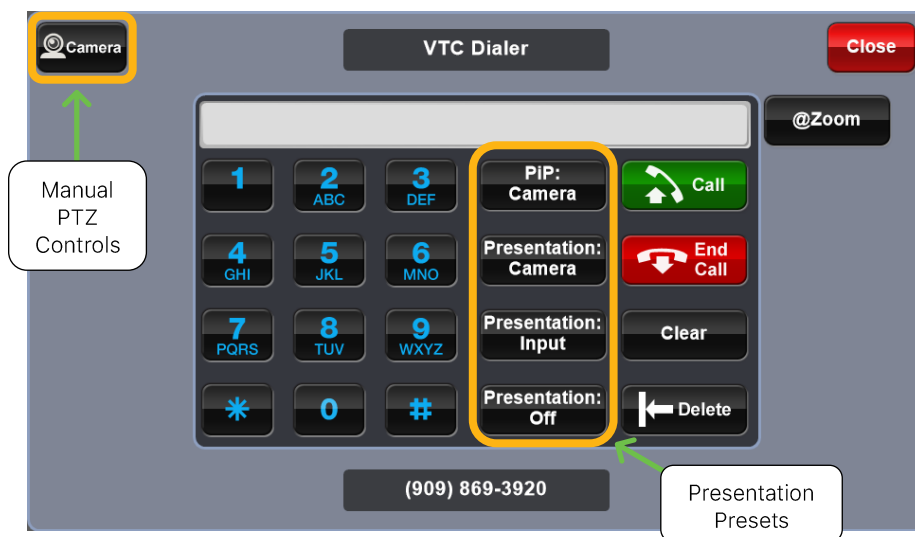 Camera
VTC Dialer
Close
@Zoom
Manual
PTZ
Controls
1
2
ABC
3
DEF
PiP:
Camera
Call
4
GHI
5
JKL
6
MNO
Presentation:
Camera
End
Call
7
PQRS
8
TUV
9
WXYZ
Presentation:
Input
Clear
*
0
#
Presentation:
Off
Delete
(909) 869-3920
Presentation
Presets